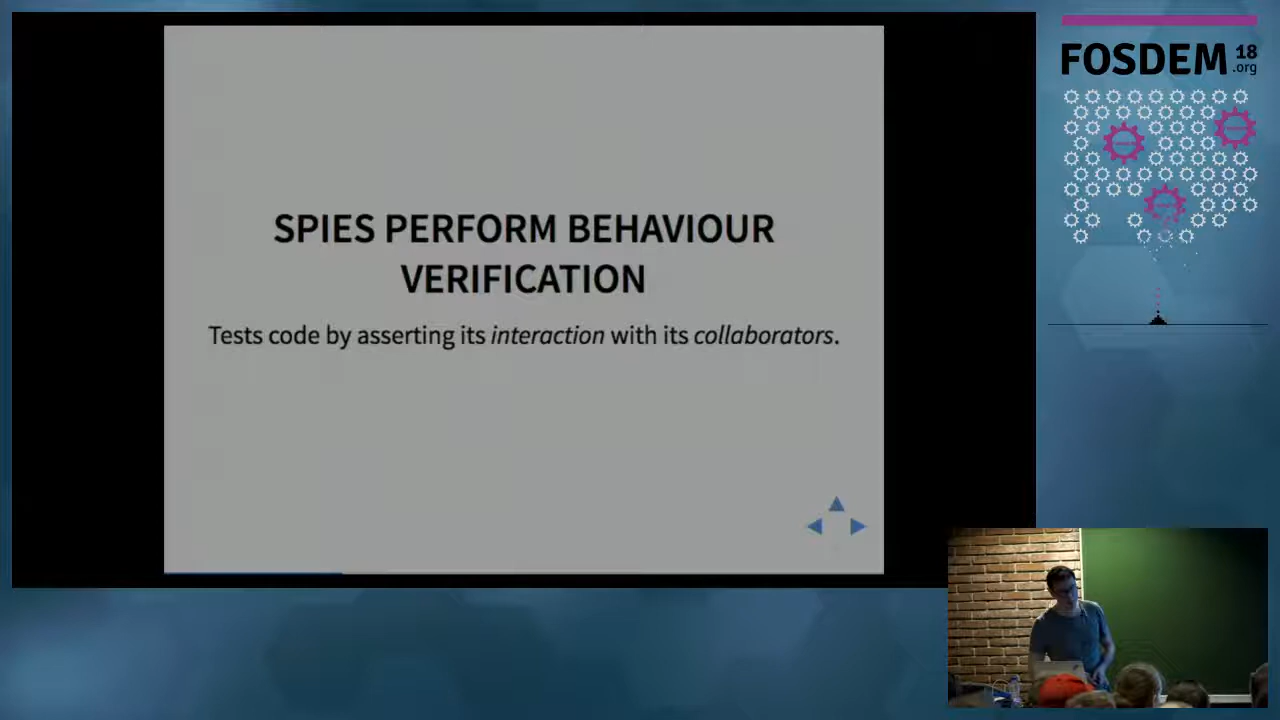 SPIES PERFORM BEHAVIOUR
VERIFICATION
Tests code by asserting its interaction with its collaborators.
FOSDEM 18
.org